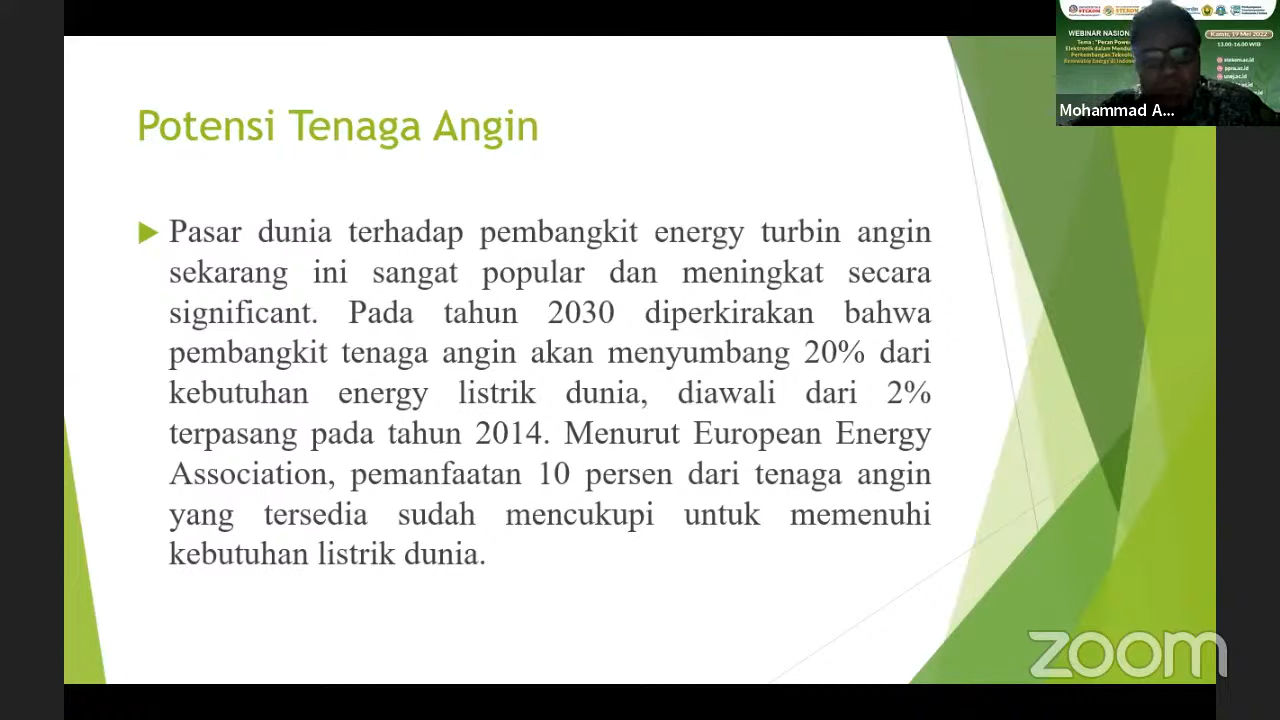 Potensi Tenaga Angin
Pasar dunia terhadap pembangkit energy turbin angin
sekarang ini sangat popular dan meningkat secara
significant. Pada tahun 2030 diperkirakan bahwa
pembangkit tenaga angin akan menyumbang 20% dari
kebutuhan energy listrik dunia, diawali dari 2%
terpasang pada tahun 2014. Menurut European Energy
Association, pemanfaatan 10 persen dari tenaga angin
yang tersedia sudah mencukupi untuk memenuhi
kebutuhan listrik dunia.
WEBINAR NASION
Kamis, 19 Mei 2022
13.00-16.00 WIB
Tema : "Peran Powe
Elektronik dalam Mendu
Perkembangan Teknolo
Renewable Energy di Indone
Mohammad A...
zoom